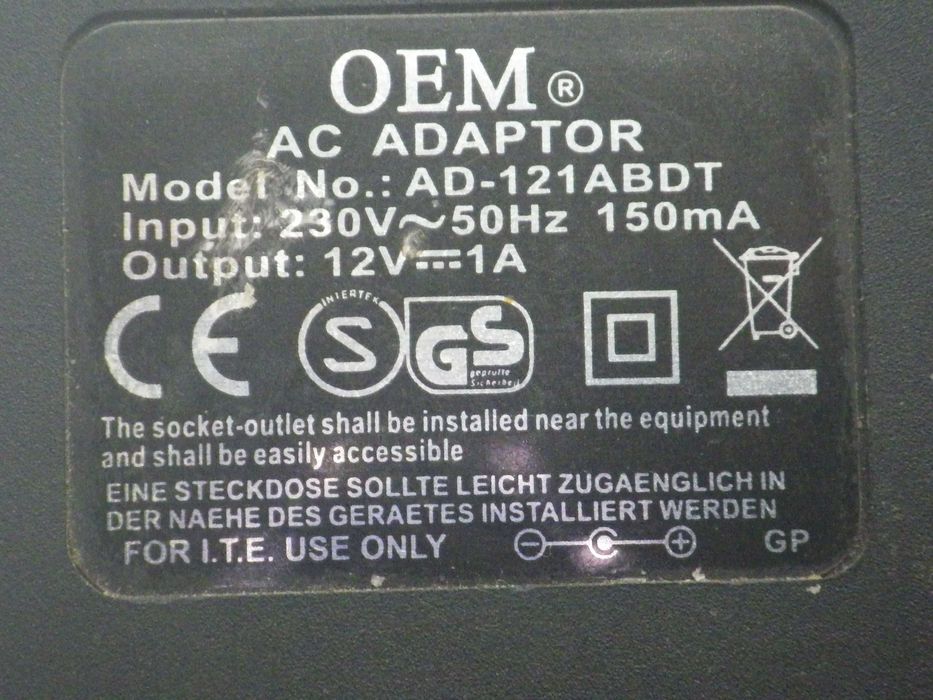 OEM®
AC ADAPTOR
Model No.: AD-121ABDT
Input: 230V~50Hz 150mA
Output: 12V⎓1A
CE
INTERTEK
S
GS
geprüfte
Sicherheit
The socket-outlet shall be installed near the equipment
and shall be easily accessible
EINE STECKDOSE SOLLTE LEICHT ZUGAENGLICH IN
DER NAEHE DES GERAETES INSTALLIERT WERDEN
FOR I.T.E. USE ONLY
GP